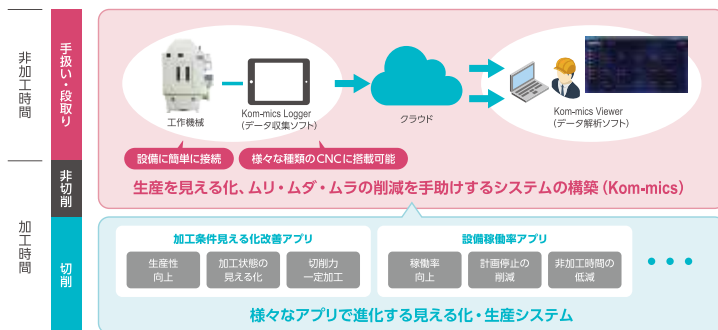 非加工時間
手扱い・段取り
工作機械
Kom-mics Logger
(データ収集ソフト)
クラウド
Kom-mics Viewer
(データ解析ソフト)
設備に簡単に接続
様々な種類のCNCに搭載可能
生産を見える化、ムリ・ムダ・ムラの削減を手助けするシステムの構築(Kom-mics)
加工時間
非切削
切削
加工条件見える化改善アプリ
生産性
向上
加工状態の
見える化
切削力
一定加工
設備稼働率アプリ
稼働率
向上
計画停止の
削減
非加工時間の
低減
様々なアプリで進化する見える化・生産システム